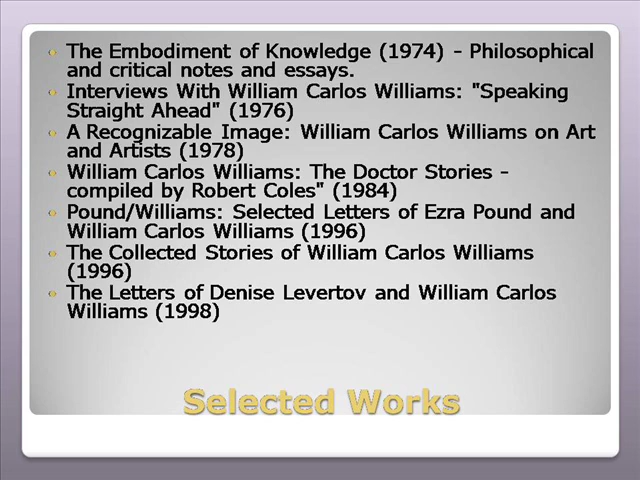 The Embodiment of Knowledge (1974) - Philosophical
and critical notes and essays.
Interviews With William Carlos Williams: "Speaking
Straight Ahead" (1976)
A Recognizable Image: William Carlos Williams on Art
and Artists (1978)
William Carlos Williams: The Doctor Stories -
compiled by Robert Coles" (1984)
Pound/Williams: Selected Letters of Ezra Pound and
William Carlos Williams (1996)
The Collected Stories of William Carlos Williams
(1996)
The Letters of Denise Levertov and William Carlos
Williams (1998)
Selected Works